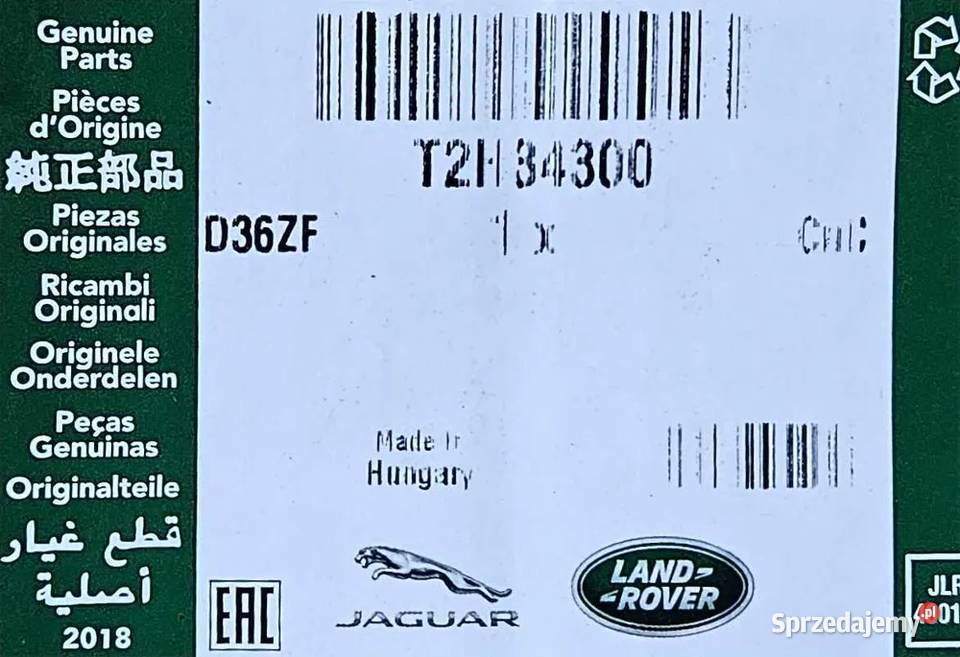 Genuine
Parts
Pièces
d'Origine
純正部品
Piezas
Originales
Ricambi
Originali
Originele
Onderdelen
Peças
Genuinas
Originalteile
قطع غيار
أصلية
2018
T2H34300
D36ZF 1 x
Made In
Hungary
EAC
JAGUAR
LAND-
-ROVER
Sprzedajemy.pl